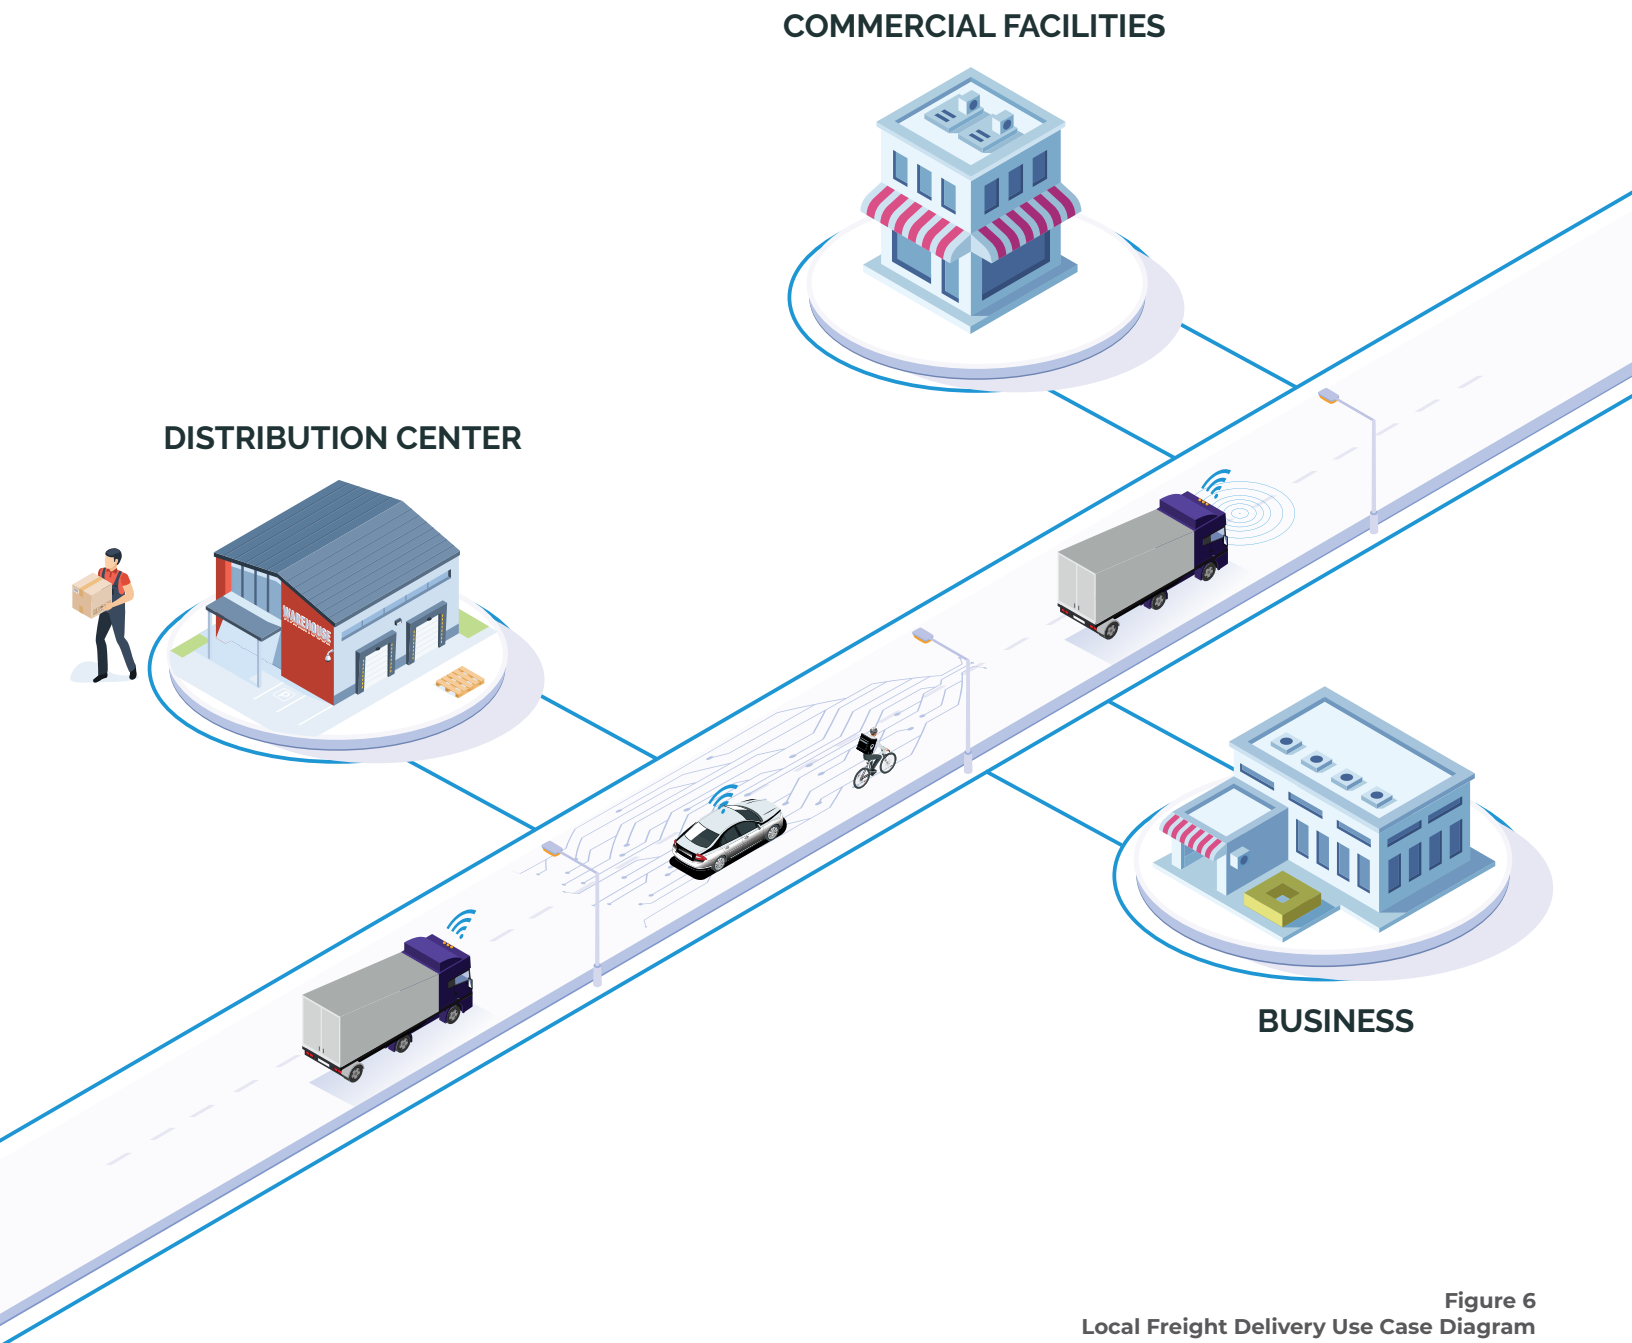 COMMERCIAL FACILITIES
DISTRIBUTION CENTER
WAREHOUSE
P
BUSINESS
Figure 6
Local Freight Delivery Use Case Diagram